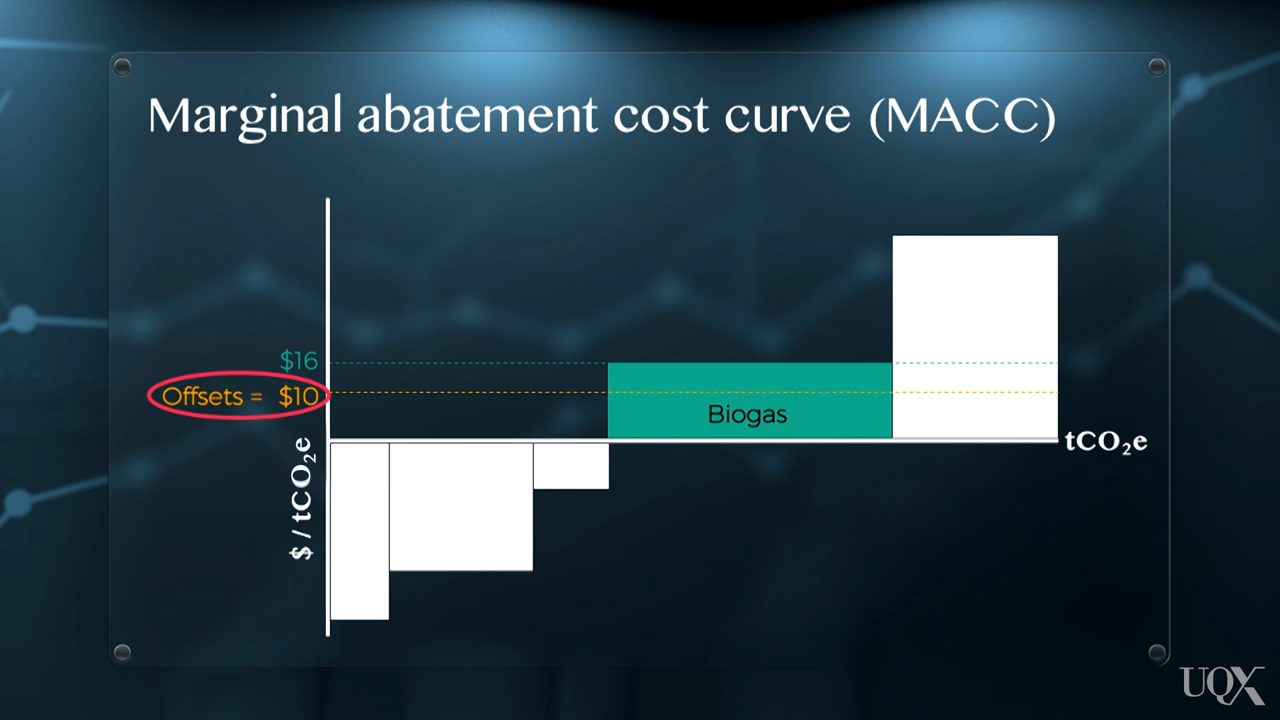 Marginal abatement cost curve (MACC)
$16
Offsets = $10
Biogas
tCO₂e
$ / tCO₂e
UQX